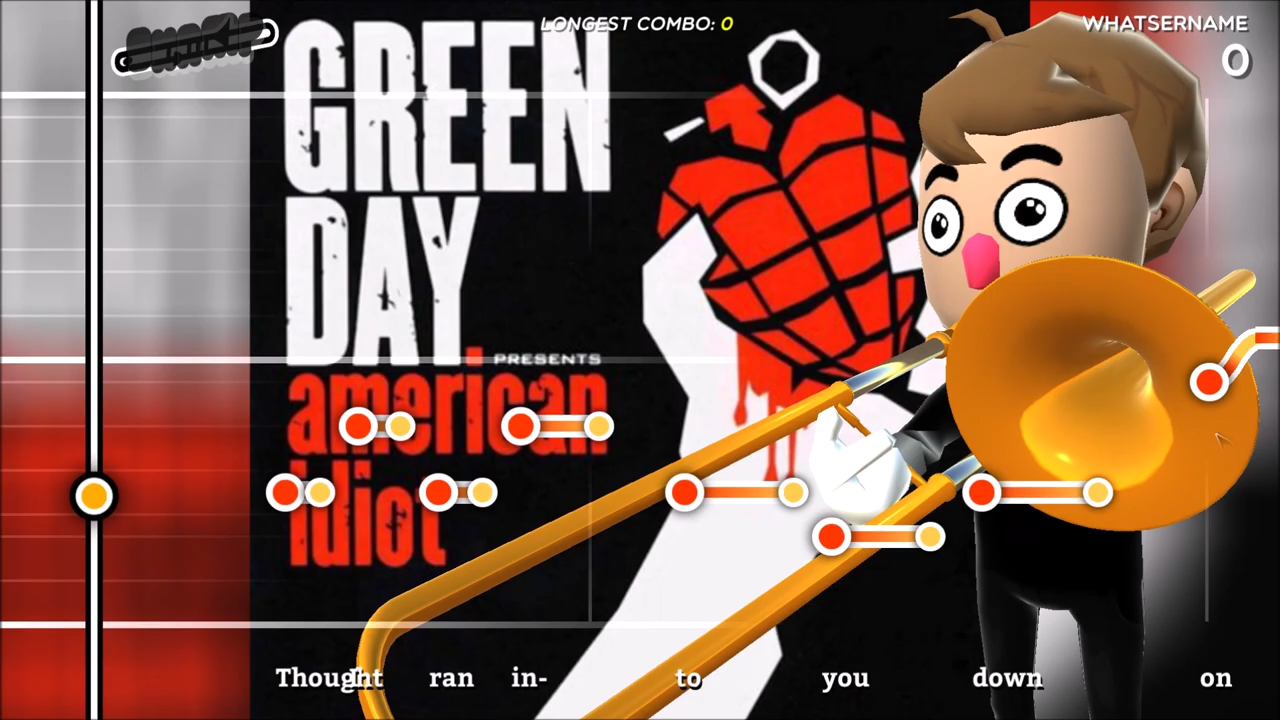 LONGEST COMBO: 0
WHATSERNAME
0
GREEN
DAY
PRESENTS
american
idiot
Thought ran in- to you down on